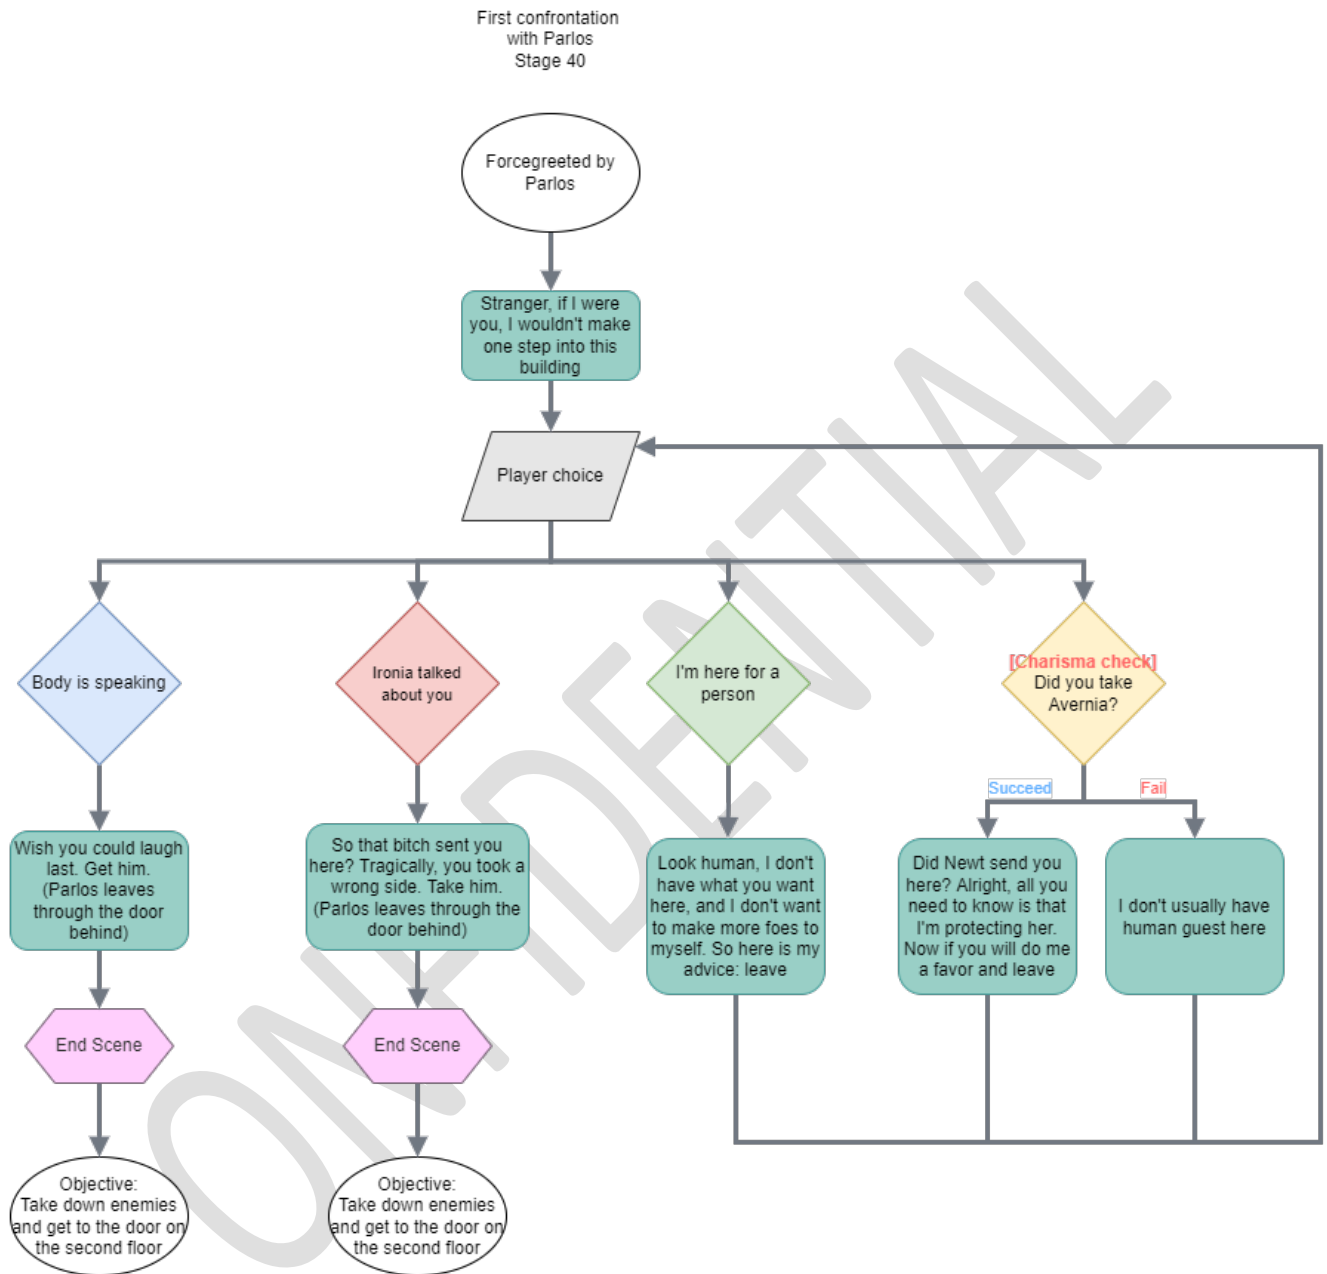 First confrontation
with Parlos
Stage 40
Forcegreeted by
Parlos
Stranger, if I were
you, I wouldn't make
one step into this
building
Player choice
Body is speaking
Ironia talked
about you
I'm here for a
person
[Charisma check]
Did you take
Avernia?
Succeed
Fail
Wish you could laugh
last. Get him.
(Parlos leaves
through the door
behind)
So that bitch sent you
here? Tragically, you took a
wrong side. Take him.
(Parlos leaves through the
door behind)
Look human, I don't
have what you want
here, and I don't want
to make more foes to
myself. So here is my
advice: leave
Did Newt send you
here? Alright, all you
need to know is that
I'm protecting her.
Now if you will do me
a favor and leave
I don't usually have
human guest here
End Scene
End Scene
Objective:
Take down enemies
and get to the door on
the second floor
Objective:
Take down enemies
and get to the door on
the second floor
ONFIDENTIAL